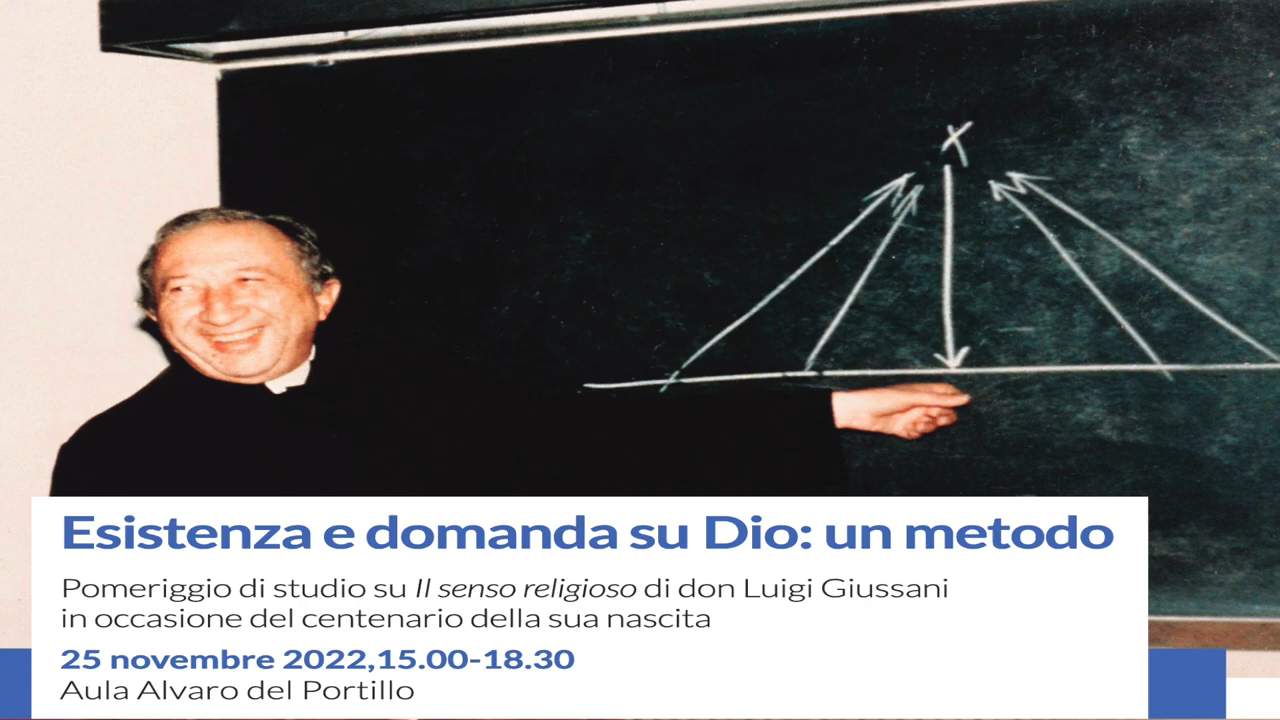 X
Esistenza e domanda su Dio: un metodo
Pomeriggio di studio su Il senso religioso di don Luigi Giussani
in occasione del centenario della sua nascita
25 novembre 2022,15.00-18.30
Aula Alvaro del Portillo